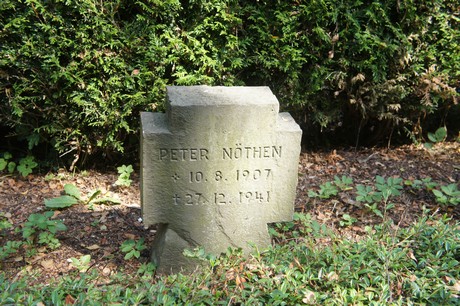 PETER NÖTHEN
* 10. 8. 1907
† 27. 12. 1941